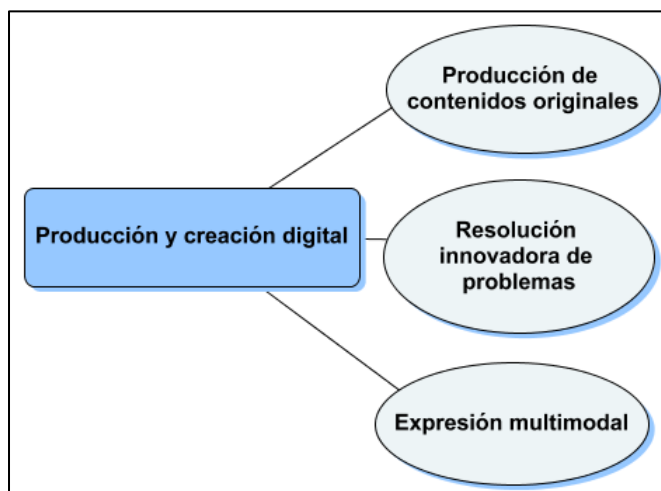 Producción de
contenidos originales
Producción y creación digital
Resolución
innovadora de
problemas
Expresión multimodal